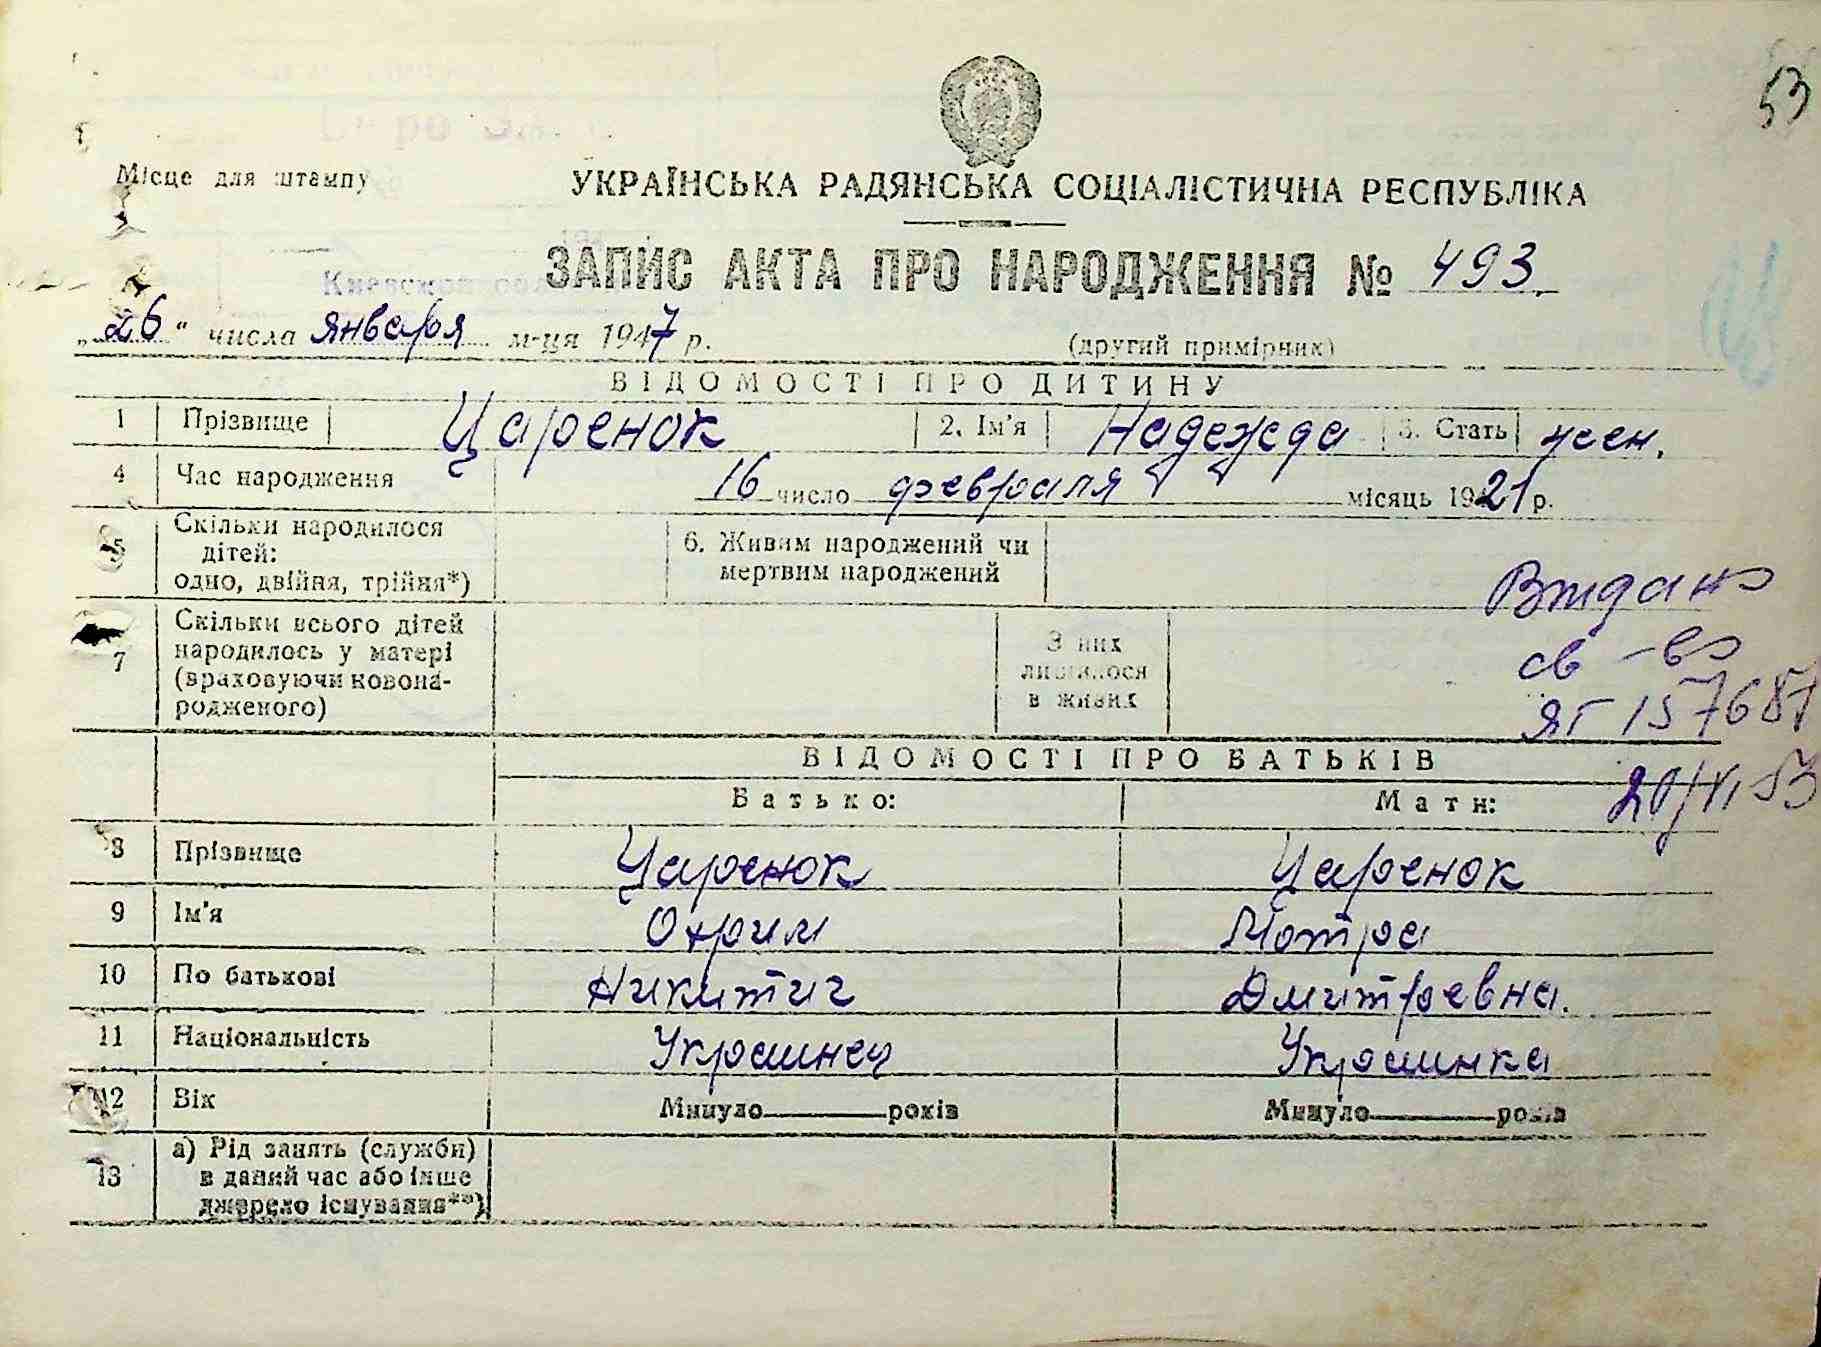 53
Місце для штампу
УКРАЇНСЬКА РАДЯНСЬКА СОЦІАЛІСТИЧНА РЕСПУБЛІКА
ЗАПИС АКТА ПРО НАРОДЖЕННЯ № 493.
„26“ числа января м-ця 1947 р.
(другий примірник)
ВІДОМОСТІ ПРО ДИТИНУ
1 Прізвище Царенок 2. Ім'я Надежда 3. Стать жен.
4 Час народження 16 число февраля місяць 1921 р.
5 Скільки народилося дітей: одно, двійня, трійня*)
6. Живим народжений чи мертвим народжений
7 Скільки всього дітей народилось у матері (враховуючи новонародженого)
З них лишилося в живих
св-во
ЯГ 157681
ВІДОМОСТІ ПРО БАТЬКІВ
Батько: Мати:
8 Прізвище Царенок Царенок
9 Ім'я Охрим Мотря
10 По батькові Никитич Дмитревна.
11 Національність Украинец Украинка
12 Вік Минуло років Минуло років
13 а) Рід занять (служби) в даний час або інше джерело існування**)